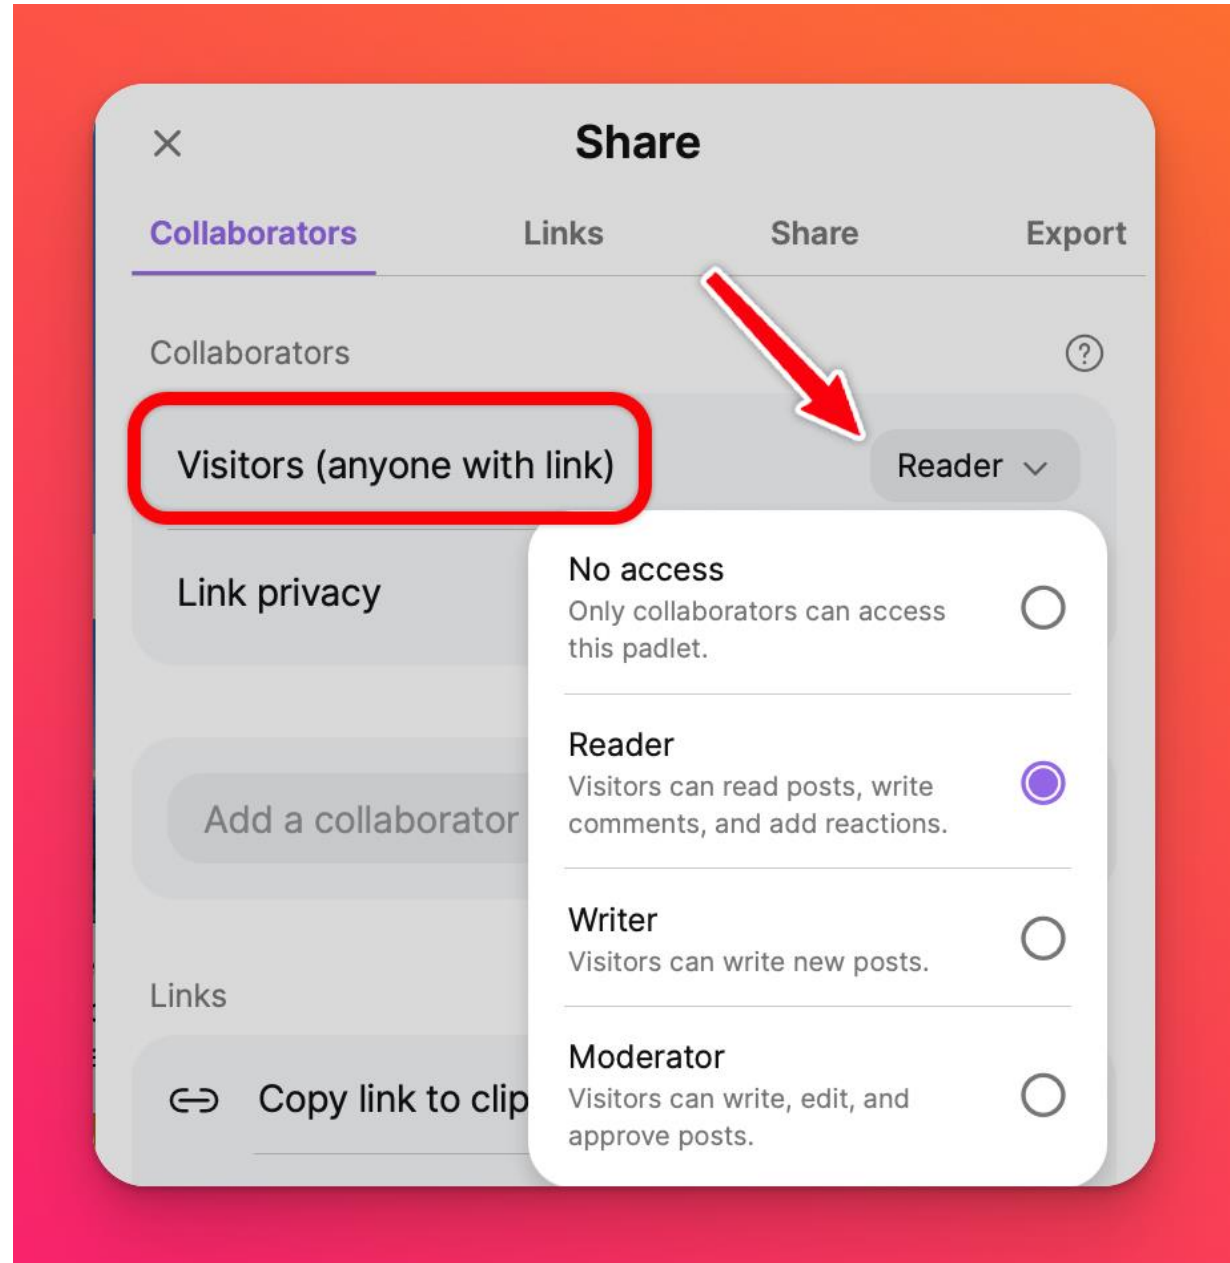 Share
Collaborators Links Share Export
Collaborators
Visitors (anyone with link) Reader
Link privacy
No access
Only collaborators can access
this padlet.
Reader
Visitors can read posts, write
comments, and add reactions.
Add a collaborator
Writer
Visitors can write new posts.
Links
Moderator
Visitors can write, edit, and
approve posts.
Copy link to clip